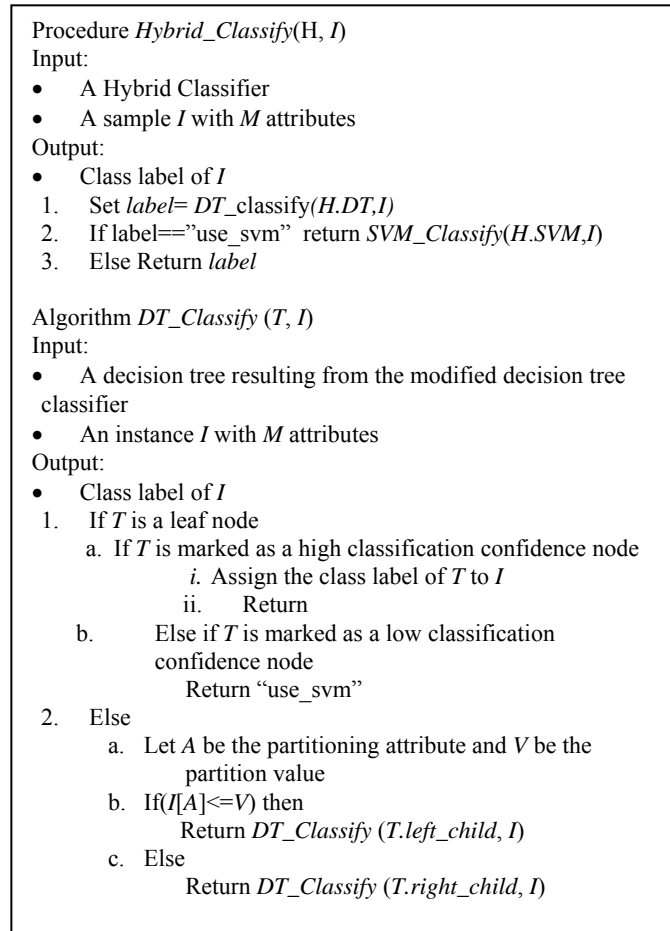 Procedure Hybrid_Classify(H, I)
Input:
• A Hybrid Classifier
• A sample I with M attributes
Output:
• Class label of I
1. Set label= DT_classify(H.DT,I)
2. If label==”use_svm” return SVM_Classify(H.SVM,I)
3. Else Return label
Algorithm DT_Classify (T, I)
Input:
• A decision tree resulting from the modified decision tree
classifier
• An instance I with M attributes
Output:
• Class label of I
1. If T is a leaf node
a. If T is marked as a high classification confidence node
i. Assign the class label of T to I
ii. Return
b. Else if T is marked as a low classification
confidence node
Return “use_svm”
2. Else
a. Let A be the partitioning attribute and V be the
partition value
b. If(I[A]<=V) then
Return DT_Classify (T.left_child, I)
c. Else
Return DT_Classify (T.right_child, I)